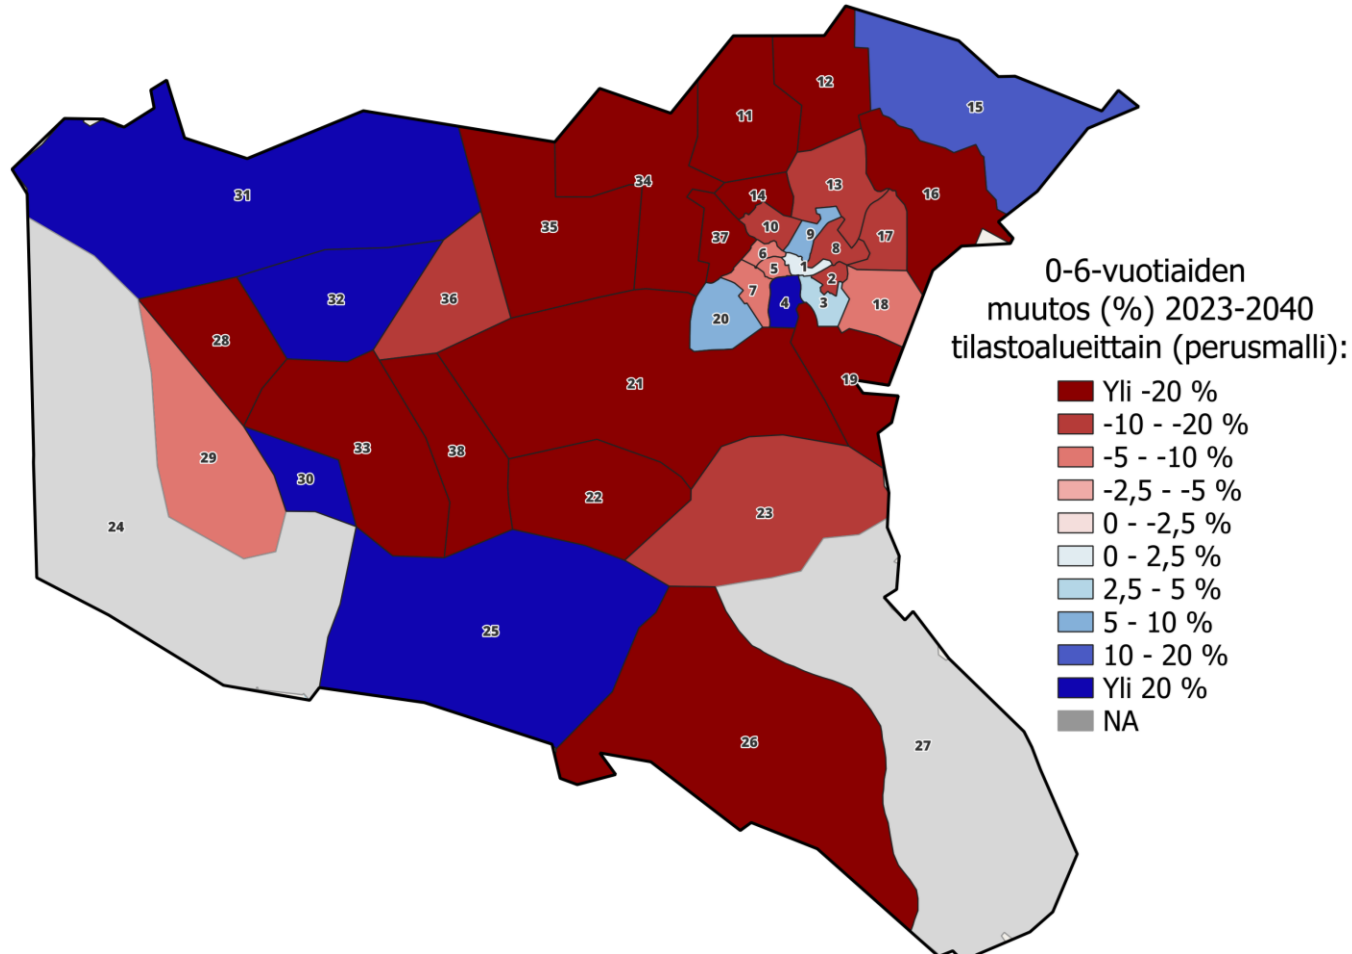 12
15
11
34
13
14
16
31
35
37
10
9
17
8
6
5
1
2
0-6-vuotiaiden
muutos (%) 2023-2040
tilastoalueittain (perusmalli):
32
36
7
4
3
18
20
28
21
19
Yli -20 %
-10 - -20 %
-5 - -10 %
-2,5 - -5 %
0 - -2,5 %
0 - 2,5 %
2,5 - 5 %
5 - 10 %
10 - 20 %
Yli 20 %
NA
33
38
29
30
22
23
24
25
26
27